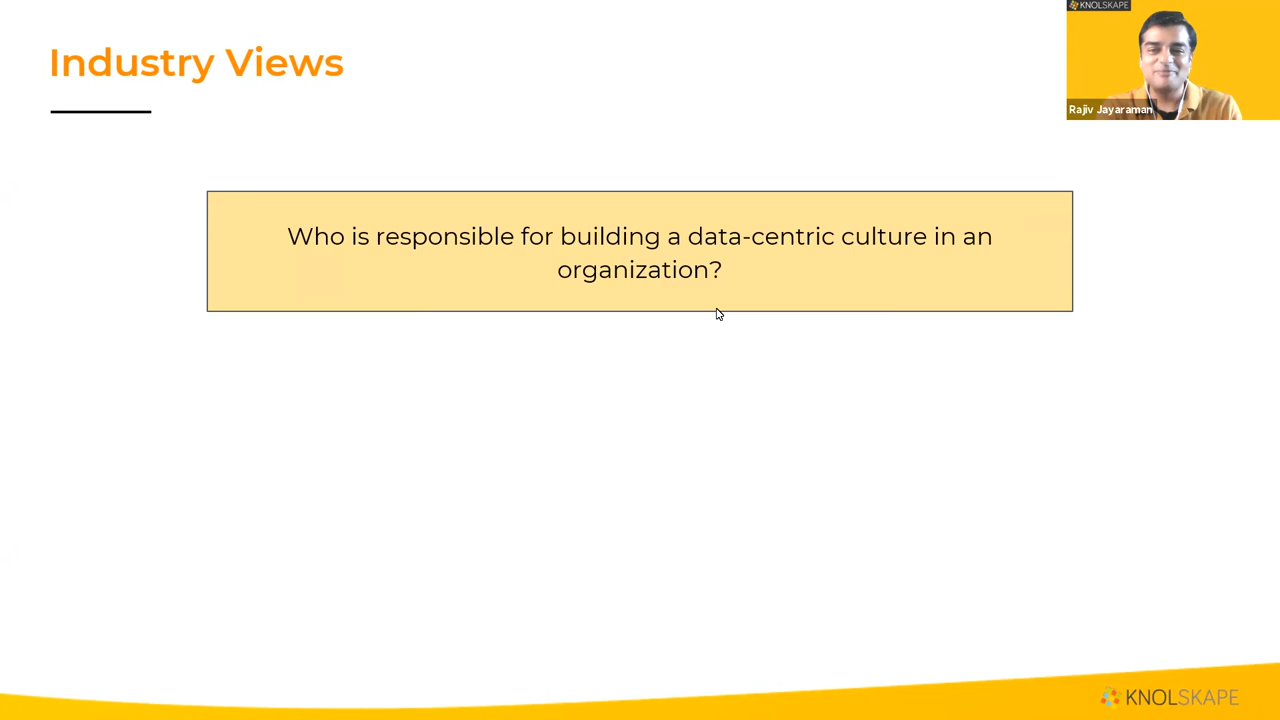 Industry Views
KNOLSKAPE
Rajiv Jayaraman
Who is responsible for building a data-centric culture in an
organization?
KNOLSKAPE